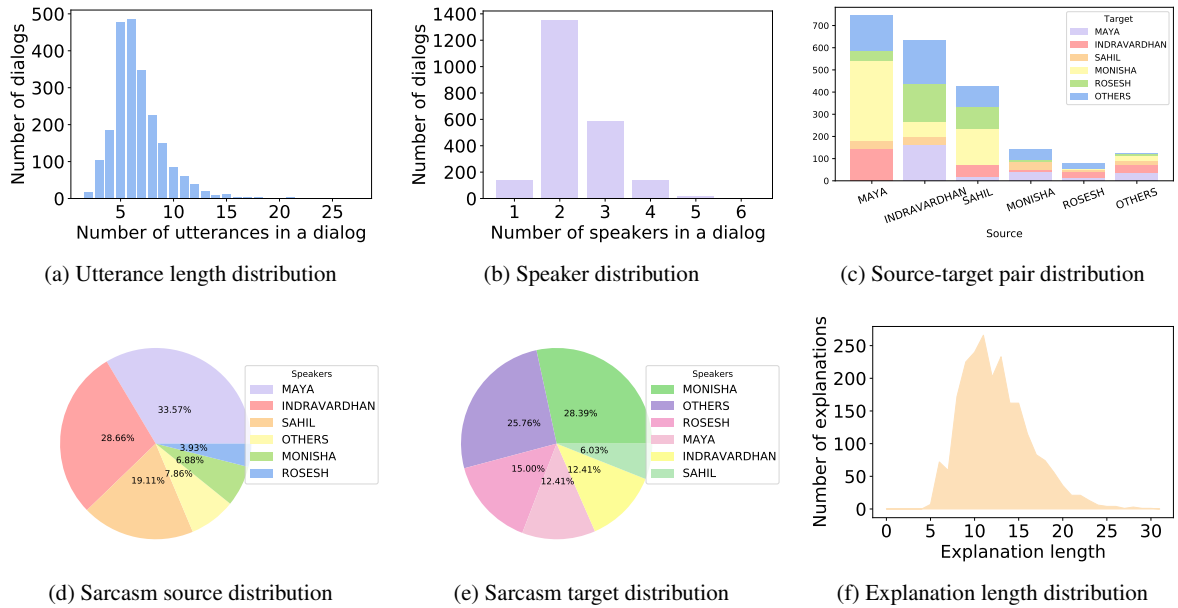 500
400
300
200
100
0
Number of dialogs
5
10
15
20
25
Number of utterances in a dialog
(a) Utterance length distribution
1400
1200
1000
800
600
400
200
0
Number of dialogs
1
2
3
4
5
6
Number of speakers in a dialog
(b) Speaker distribution
700
600
500
400
300
200
100
0
Target
MAYA
INDRAVARDHAN
SAHIL
MONISHA
ROSESH
OTHERS
MAYA
INDRAVARDHAN
SAHIL
MONISHA
ROSESH
OTHERS
Source
(c) Source-target pair distribution
33.57%
28.66%
19.11%
7.86%
6.88%
3.93%
Speakers
MAYA
INDRAVARDHAN
SAHIL
OTHERS
MONISHA
ROSESH
(d) Sarcasm source distribution
28.39%
25.76%
15.00%
12.41%
12.41%
6.03%
Speakers
MONISHA
OTHERS
ROSESH
MAYA
INDRAVARDHAN
SAHIL
(e) Sarcasm target distribution
250
200
150
100
50
0
Number of explanations
0
5
10
15
20
25
30
Explanation length
(f) Explanation length distribution